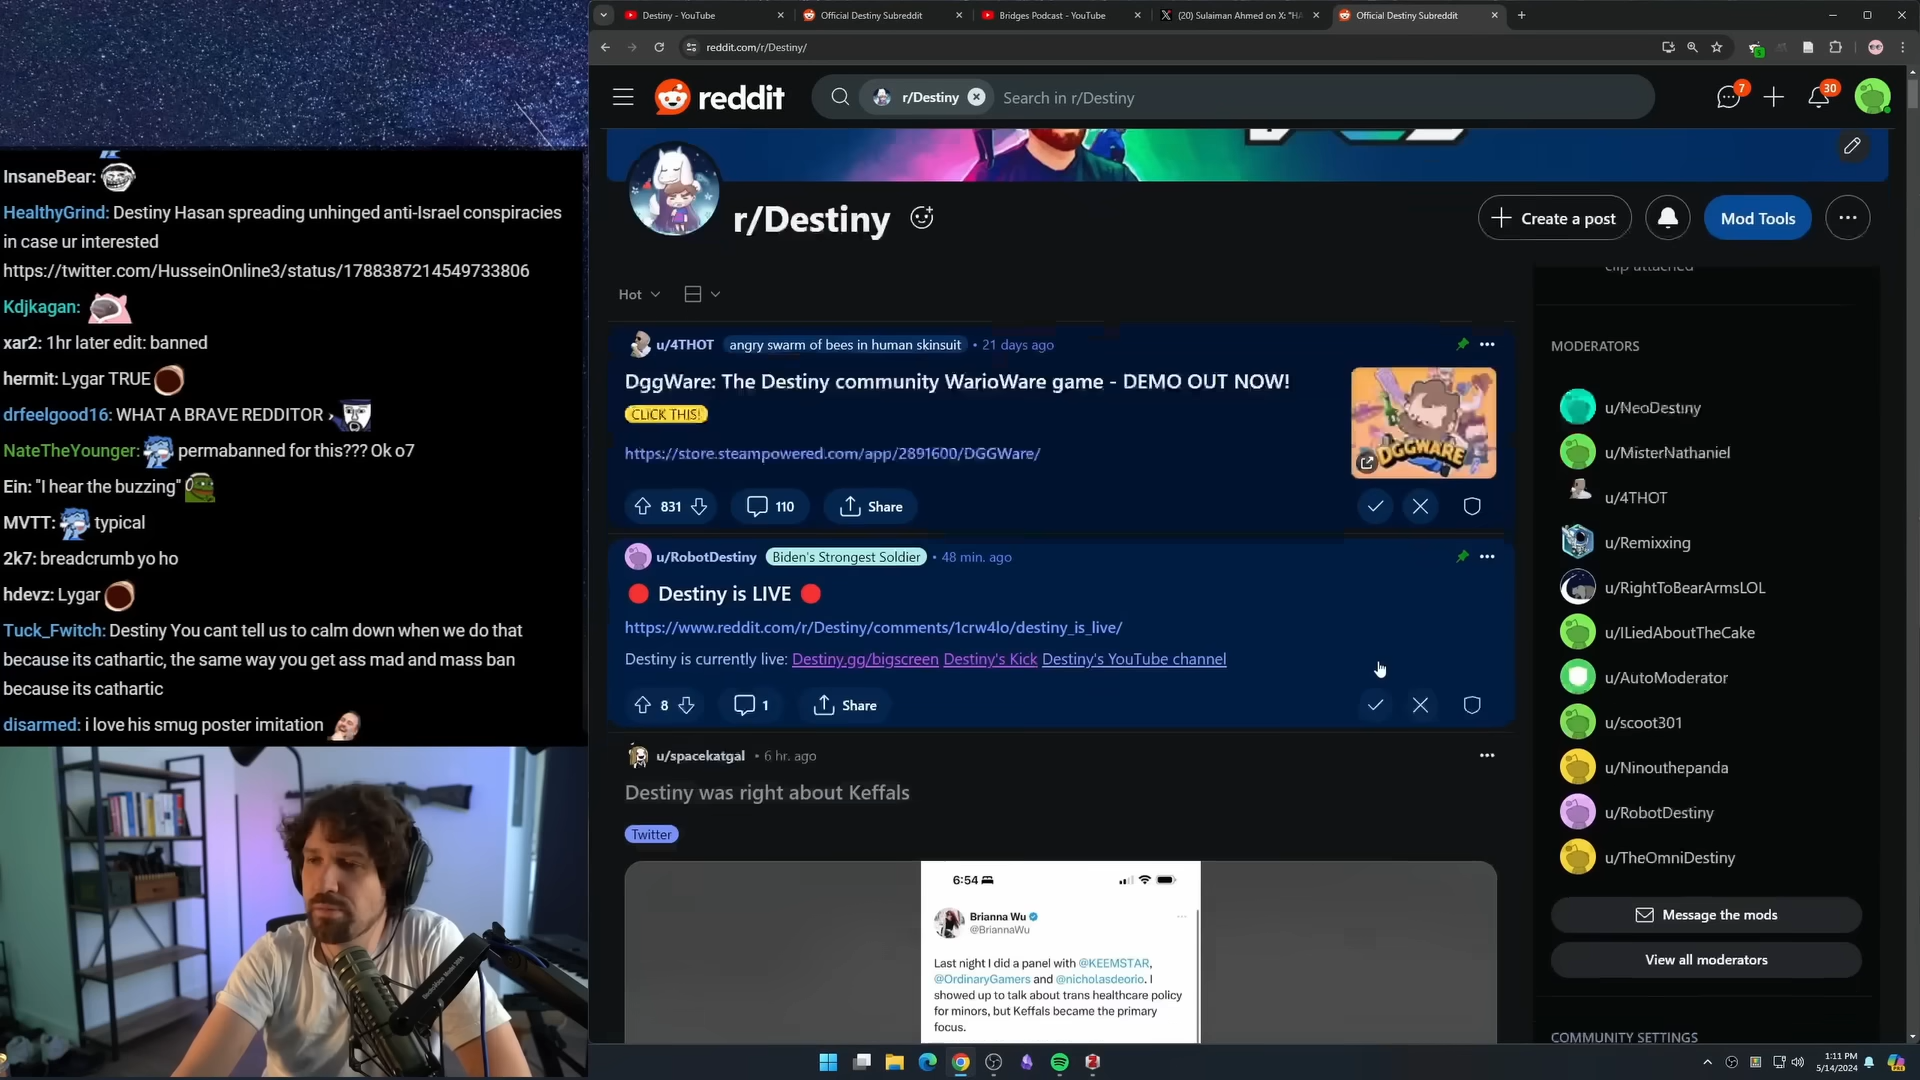 Destiny - YouTube
Official Destiny Subreddit
Bridges Podcast - YouTube
(20) Sulaiman Ahmed on X: "HA
Official Destiny Subreddit
reddit.com/r/Destiny/
reddit
r/Destiny
Search in r/Destiny
7
30
r/Destiny
Create a post
Mod Tools
Hot
u/4THOT angry swarm of bees in human skinsuit • 21 days ago
DggWare: The Destiny community WarioWare game - DEMO OUT NOW!
CLICK THIS!
https://store.steampowered.com/app/2891600/DGGWare/
DGGWARE
831
110
Share
u/RobotDestiny Biden's Strongest Soldier • 48 min. ago
Destiny is LIVE
https://www.reddit.com/r/Destiny/comments/1crw4lo/destiny_is_live/
Destiny is currently live: Destiny.gg/bigscreen Destiny's Kick Destiny's YouTube channel
8
1
Share
u/spacekatgal • 6 hr. ago
Destiny was right about Keffals
Twitter
6:54
Brianna Wu
@BriannaWu
Last night I did a panel with @KEEMSTAR,
@OrdinaryGamers and @nicholasdeorio. I
showed up to talk about trans healthcare policy
for minors, but Keffals became the primary
focus.
clip attached
MODERATORS
u/NeoDestiny
u/MisterNathaniel
u/4THOT
u/Remixxing
u/RightToBearArmsLOL
u/ILiedAboutTheCake
u/AutoModerator
u/scoot301
u/Ninouthepanda
u/RobotDestiny
u/TheOmniDestiny
Message the mods
View all moderators
COMMUNITY SETTINGS
InsaneBear:
HealthyGrind: Destiny Hasan spreading unhinged anti-Israel conspiracies
in case ur interested
https://twitter.com/HusseinOnline3/status/1788387214549733806
Kdjkagan:
xar2: 1hr later edit: banned
hermit: Lygar TRUE
drfeelgood16: WHAT A BRAVE REDDITOR
NateTheYounger: permabanned for this??? Ok o7
Ein: "I hear the buzzing"
MVTT: typical
2k7: breadcrumb yo ho
hdevz: Lygar
Tuck_Fwitch: Destiny You cant tell us to calm down when we do that
because its cathartic, the same way you get ass mad and mass ban
because its cathartic
disarmed: i love his smug poster imitation
1:11 PM
5/14/2024